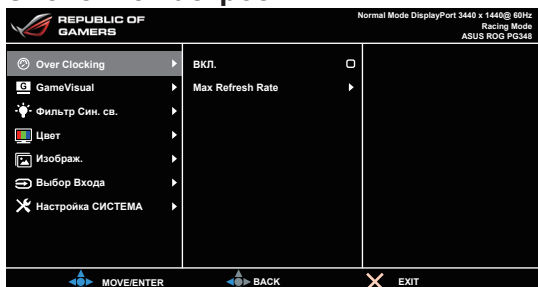 REPUBLIC OF
GAMERS
Normal Mode DisplayPort 3440 x 1440@ 60Hz
Racing Mode
ASUS ROG PG348
Over Clocking
ВКЛ.
GameVisual
Max Refresh Rate
Фильтр Син. св.
Цвет
Изображ.
Выбор Входа
Настройка СИСТЕМА
MOVE/ENTER
BACK
EXIT